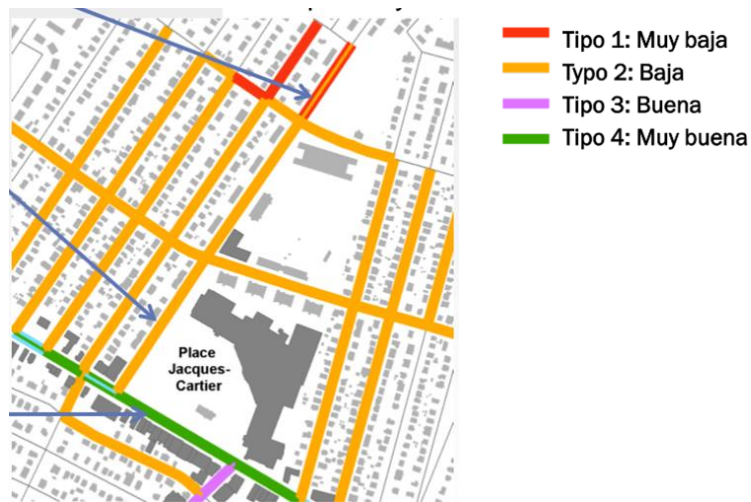 Tipo 1: Muy baja
Typo 2: Baja
Tipo 3: Buena
Tipo 4: Muy buena
Place
Jacques-
Cartier